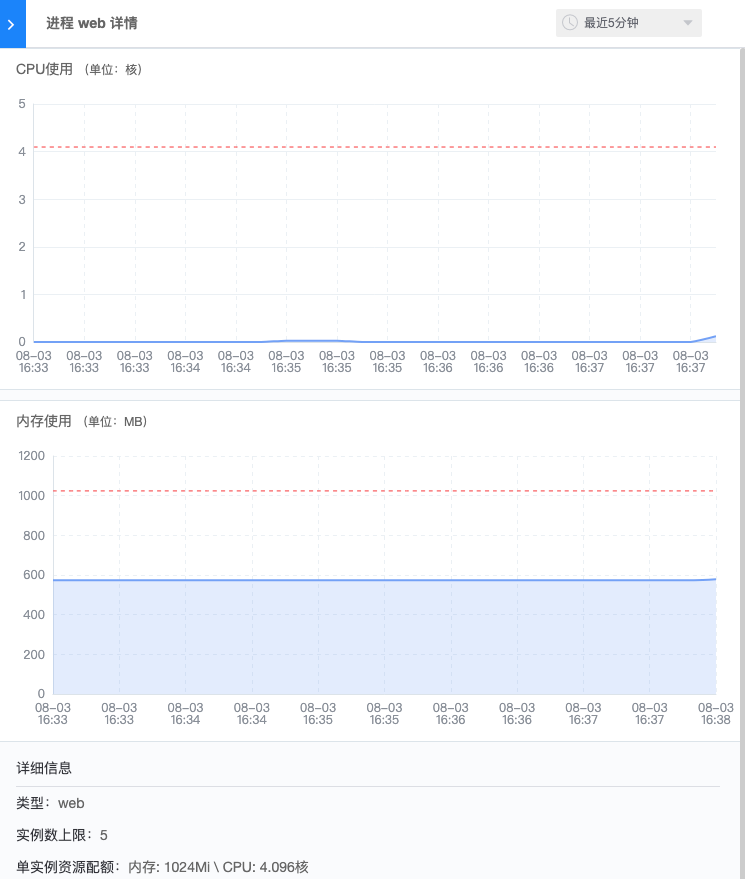 进程 web 详情
最近5分钟
CPU使用 (单位：核)
5
4
3
2
1
0
08-03 08-03 08-03 08-03 08-03 08-03 08-03 08-03 08-03 08-03 08-03 08-03 08-03 08-03
16:33 16:33 16:33 16:34 16:34 16:35 16:35 16:35 16:36 16:36 16:36 16:37 16:37 16:37
内存使用 (单位：MB)
1200
1000
800
600
400
200
0
08-03 08-03 08-03 08-03 08-03 08-03 08-03 08-03 08-03 08-03 08-03
16:33 16:33 16:34 16:34 16:35 16:35 16:36 16:36 16:37 16:37 16:38
详细信息
类型：web
实例数上限：5
单实例资源配额：内存: 1024Mi \ CPU: 4.096核